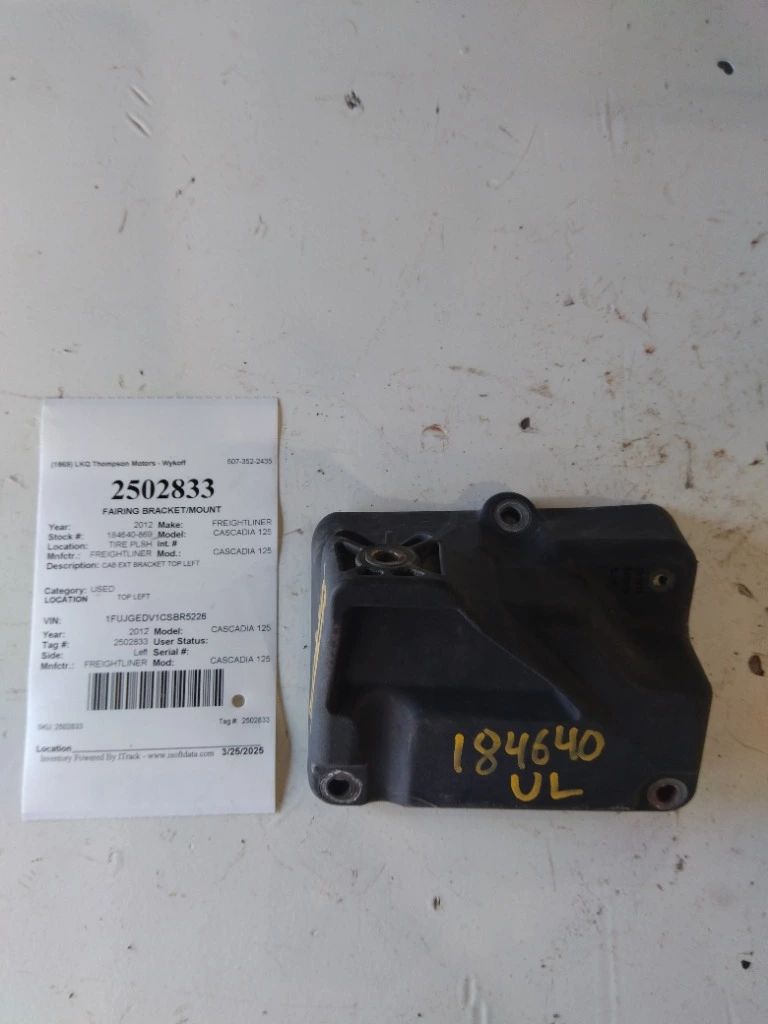 (1869) LKQ Thompson Motors - Wykoff 507-352-2435
2502833
FAIRING BRACKET/MOUNT
Year: 2012 Make: FREIGHTLINER
Stock #: 184640-869_ Model: CASCADIA 125
Location: TIRE PLSH Int. #
Mnfctr.: FREIGHTLINER Mod.: CASCADIA 125
Description: CAB EXT BRACKET TOP LEFT
Category: USED
LOCATION TOP LEFT
VIN: 1FUJGEDV1CSBR5226
Year: 2012 Model: CASCADIA 125
Tag #: 2502833 User Status:
Side: Left Serial #:
Mnfctr: FREIGHTLINER Mod: CASCADIA 125
SKU: 2502833 Tag #: 2502833
Location
Inventory Powered By ITrack - www.isoftdata.com 3/25/2025
184640
UL